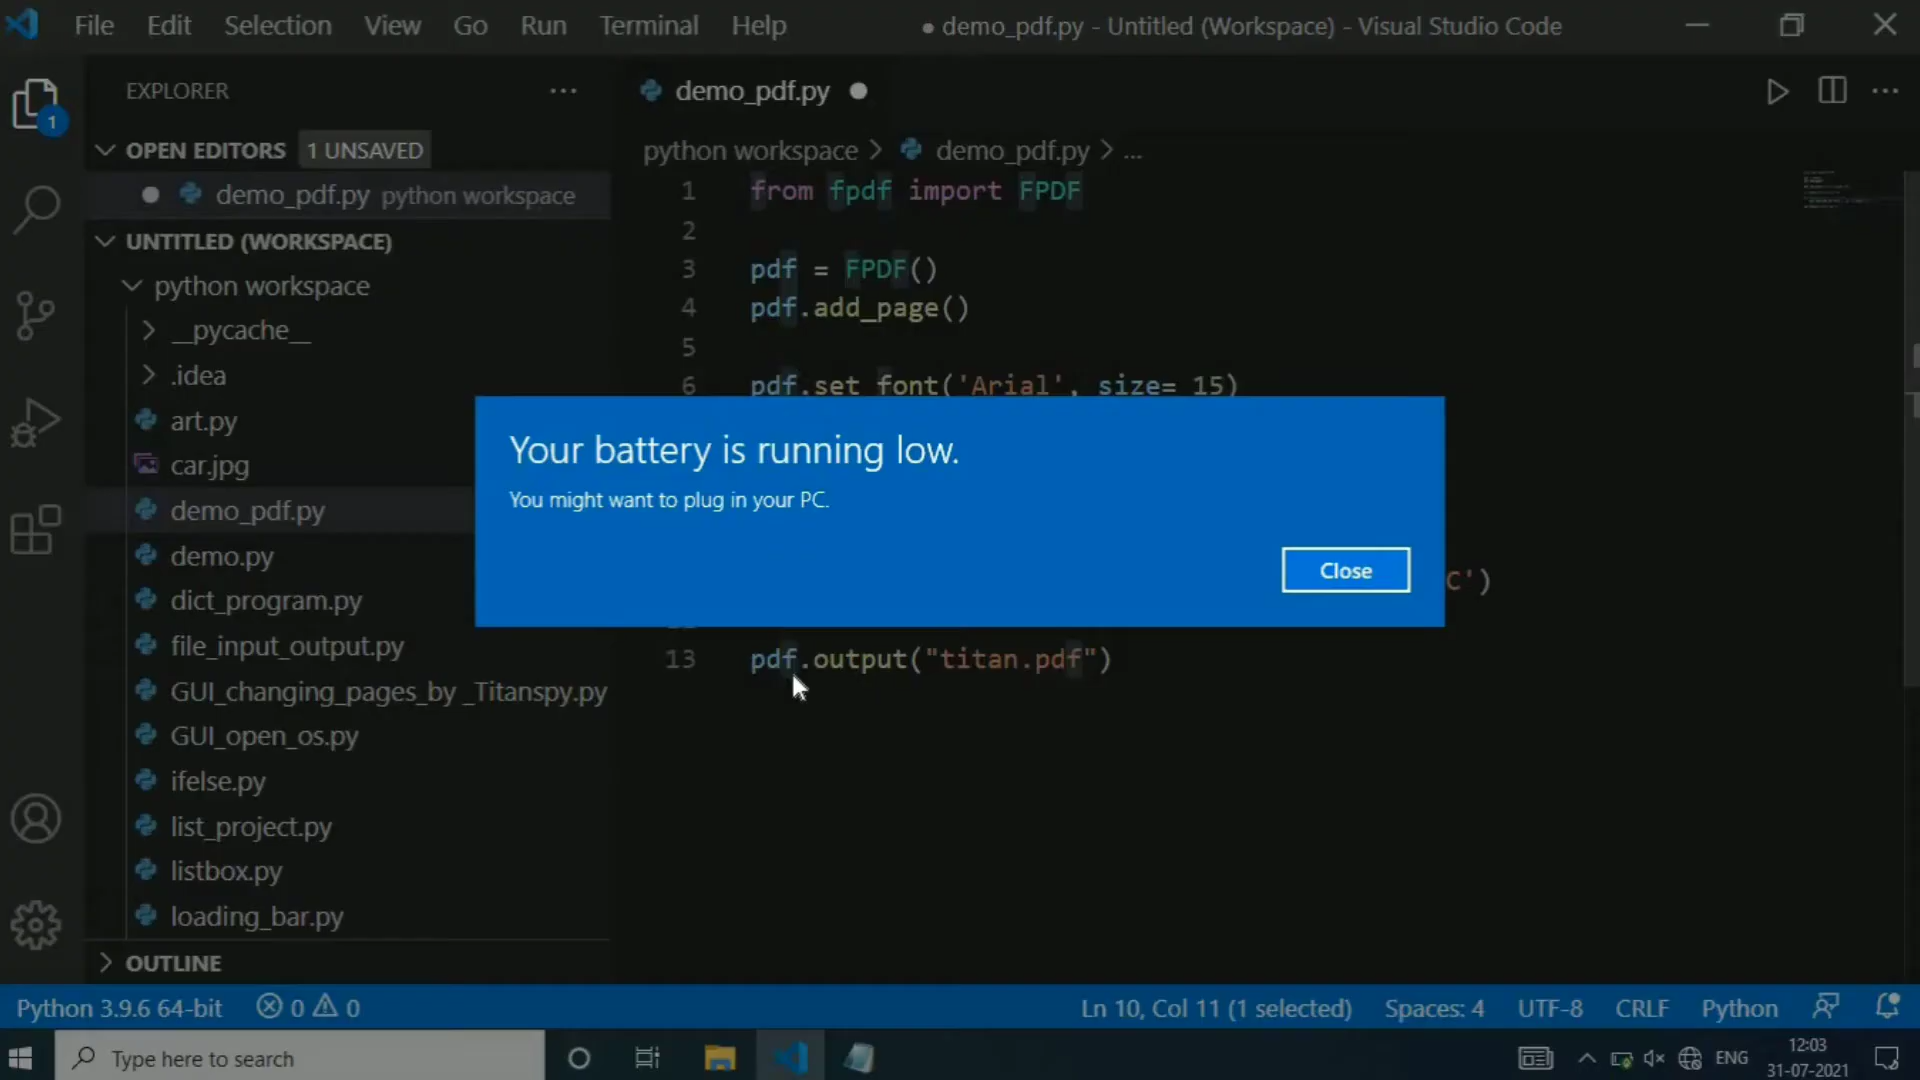 File Edit Selection View Go Run Terminal Help
● demo_pdf.py - Untitled (Workspace) - Visual Studio Code
EXPLORER
1
OPEN EDITORS 1 UNSAVED
demo_pdf.py python workspace
UNTITLED (WORKSPACE)
python workspace
__pycache__
.idea
art.py
car.jpg
demo_pdf.py
demo.py
dict_program.py
file_input_output.py
GUI_changing_pages_by _Titanspy.py
GUI_open_os.py
ifelse.py
list_project.py
listbox.py
loading_bar.py
OUTLINE
demo_pdf.py
python workspace > demo_pdf.py > ...
1 from fpdf import FPDF
2
3 pdf = FPDF()
4 pdf.add_page()
5
6 pdf.set_font('Arial', size= 15)
Your battery is running low.
You might want to plug in your PC.
Close
C')
13 pdf.output("titan.pdf")
Python 3.9.6 64-bit 0 0 Ln 10, Col 11 (1 selected) Spaces: 4 UTF-8 CRLF Python
Type here to search
ENG
12:03
31-07-2021